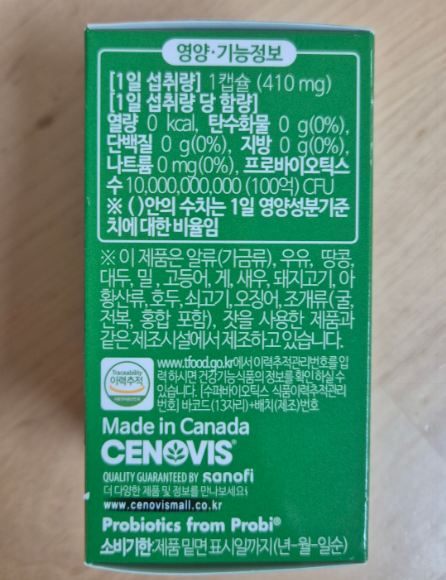 영양·기능정보
[1일 섭취량] 1캡슐 (410 mg)
[1일 섭취량 당 함량]
열량 0 kcal, 탄수화물 0 g(0%),
단백질 0 g(0%), 지방 0 g(0%),
나트륨 0 mg(0%), 프로바이오틱스
수 10,000,000,000 (100억) CFU
※ ( )안의 수치는 1일 영양성분기준
치에 대한 비율임
※ 이 제품은 알류(가금류), 우유, 땅콩,
대두, 밀, 고등어, 게, 새우, 돼지고기, 아
황산류, 호두, 쇠고기, 오징어, 조개류(굴,
전복, 홍합 포함), 잣을 사용한 제품과
같은 제조시설에서 제조하고 있습니다.
Traceability
이력추적
www.tfood.go.kr에서 이력추적관리번호를 입
력 하시면 건강기능식품의 정보를 확인 하실 수
있습니다. [수퍼바이오틱스 식품이력추적관리
번호] 바코드(13자리)+배치(제조)번호
Made in Canada
CENOVIS®
QUALITY GUARANTEED BY sanofi
더 다양한 제품 및 정보를 만나보세요!
www.cenovismall.co.kr
Probiotics from Probi®
소비기한:제품 밑면 표시일까지(년-월-일순)